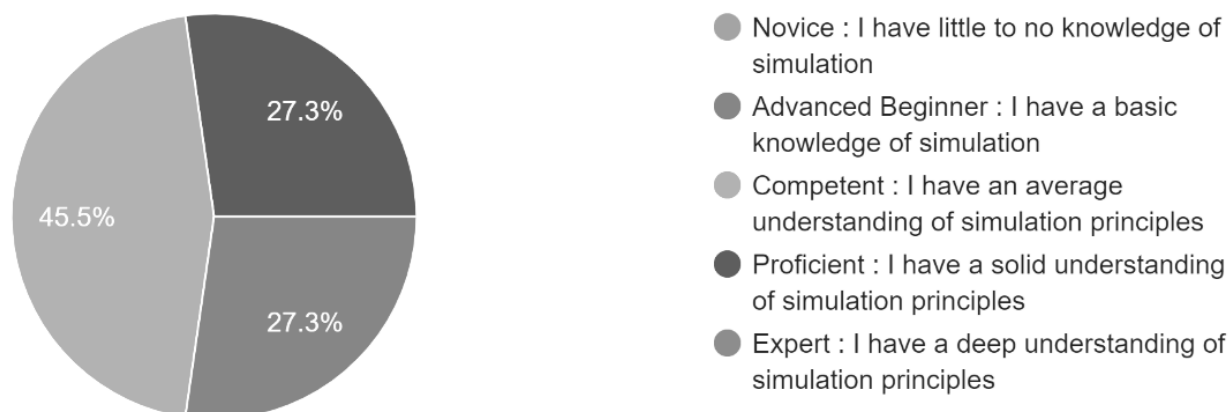 27.3%
45.5%
27.3%
Novice : I have little to no knowledge of
simulation
Advanced Beginner : I have a basic
knowledge of simulation
Competent : I have an average
understanding of simulation principles
Proficient : I have a solid understanding
of simulation principles
Expert : I have a deep understanding of
simulation principles